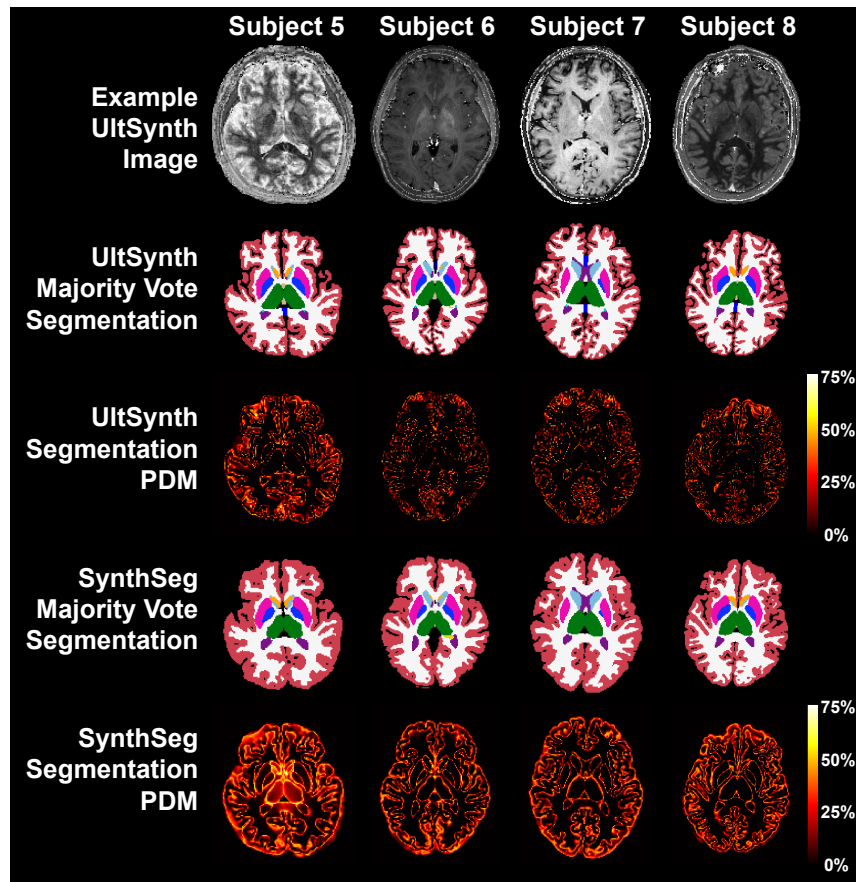 Subject 5 Subject 6 Subject 7 Subject 8
Example
UltSynth
Image
UltSynth
Majority Vote
Segmentation
75%
UltSynth
Segmentation
PDM
50%
25%
0%
SynthSeg
Majority Vote
Segmentation
75%
SynthSeg
Segmentation
PDM
50%
25%
0%